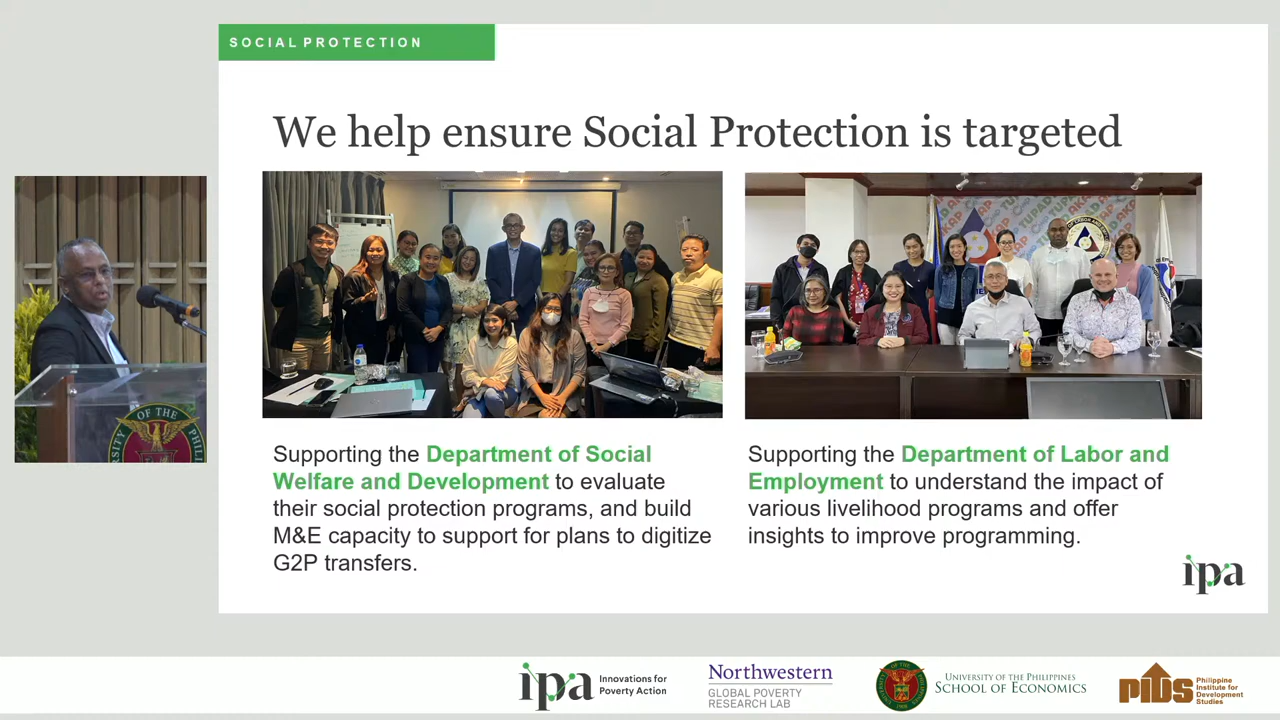 SOCIAL PROTECTION
We help ensure Social Protection is targeted
Supporting the Department of Social
Welfare and Development to evaluate
their social protection programs, and build
M&E capacity to support for plans to digitize
G2P transfers.
Supporting the Department of Labor and
Employment to understand the impact of
various livelihood programs and offer
insights to improve programming.
ipa
OF THE
ipa
Innovations for
Poverty Action
Northwestern
GLOBAL POVERTY
RESEARCH LAB
UNIVERSITY OF THE PHILIPPINES
SCHOOL OF ECONOMICS
PIDS
Philippine
Institute for
Development
Studies